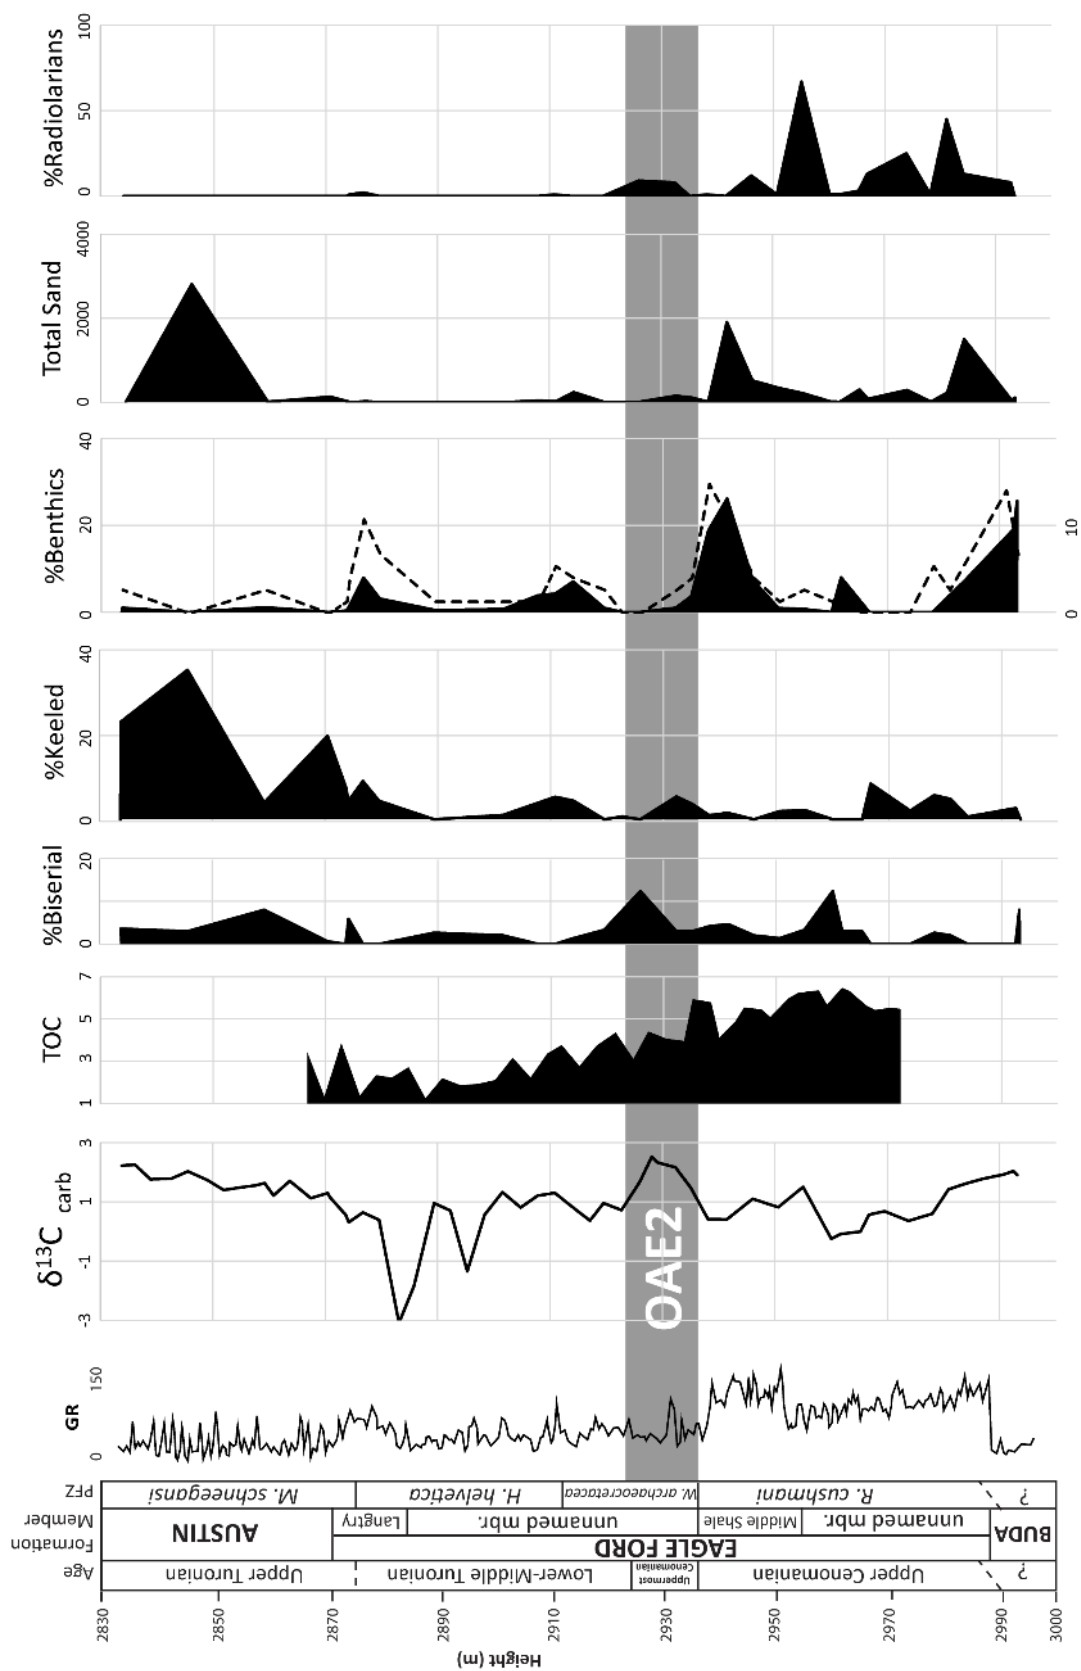 %Radiolarians
100
50
0
Total Sand
4000
2000
0
%Benthics
40
20
0
10
0
%Keeled
40
20
0
%Biserial
20
0
TOC
7
5
3
1
δ¹³C carb
3
1
-1
-3
OAE2
GR
150
0
PFZ
M. schneegansi
H. helvetica
W. archaeocretacea
R. cushmani
?
Member
Langtry
unnamed mbr.
Middle Shale
unnamed mbr.
Formation
AUSTIN
EAGLE FORD
BUDA
Age
Upper Turonian
Lower-Middle Turonian
Uppermost
Cenomanian
Upper Cenomanian
?
2830
2850
2870
2890
2910
2930
2950
2970
2990
3000
Height (m)